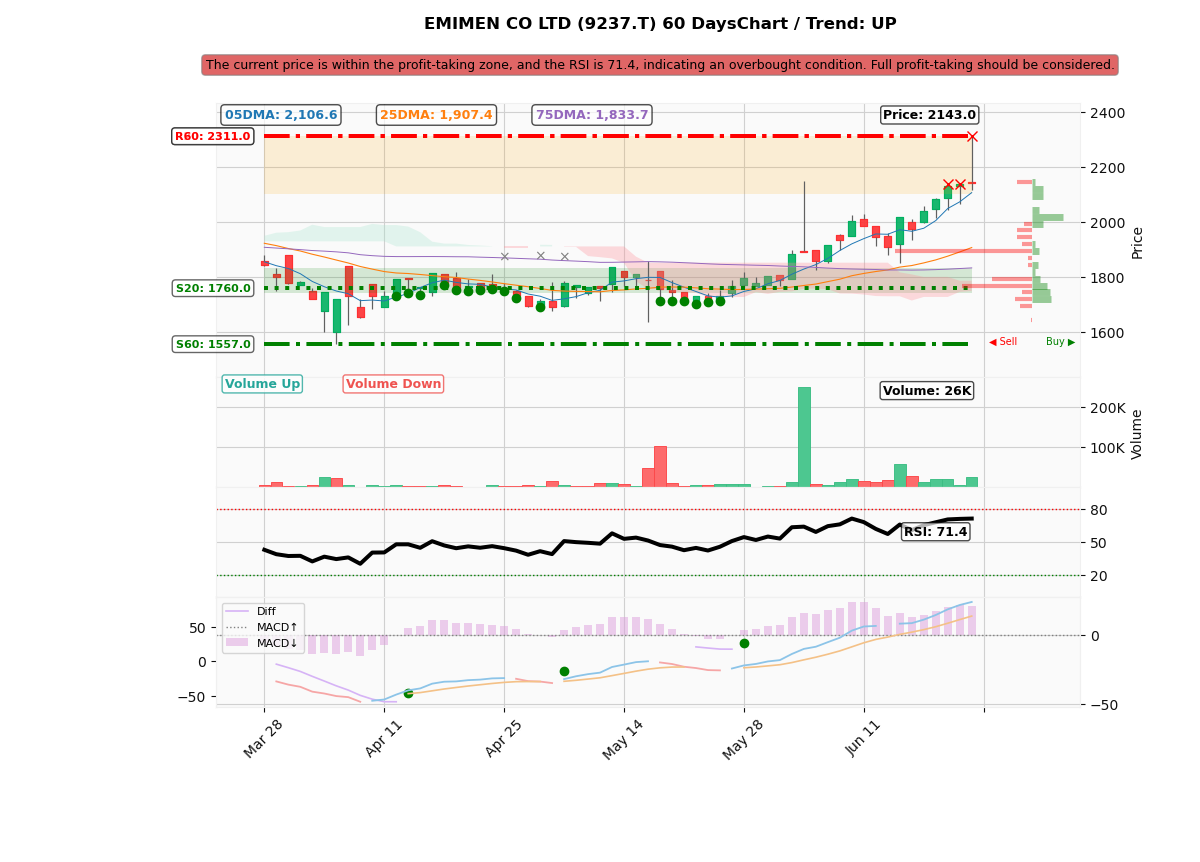 EMIMEN CO LTD (9237.T) 60 DaysChart / Trend: UP
The current price is within the profit-taking zone, and the RSI is 71.4, indicating an overbought condition. Full profit-taking should be considered.
05DMA: 2,106.6 25DMA: 1,907.4 75DMA: 1,833.7 Price: 2143.0 2400
R60: 2311.0
2200
2000
Price
1800
S20: 1760.0
1600
S60: 1557.0 ◀ Sell Buy ▶
Volume Up Volume Down Volume: 26K
200K
Volume
100K
80
RSI: 71.4 50
20
Diff
MACD↑
MACD↓
50 0
0
−50 −50
Mar 28 Apr 11 Apr 25 May 14 May 28 Jun 11